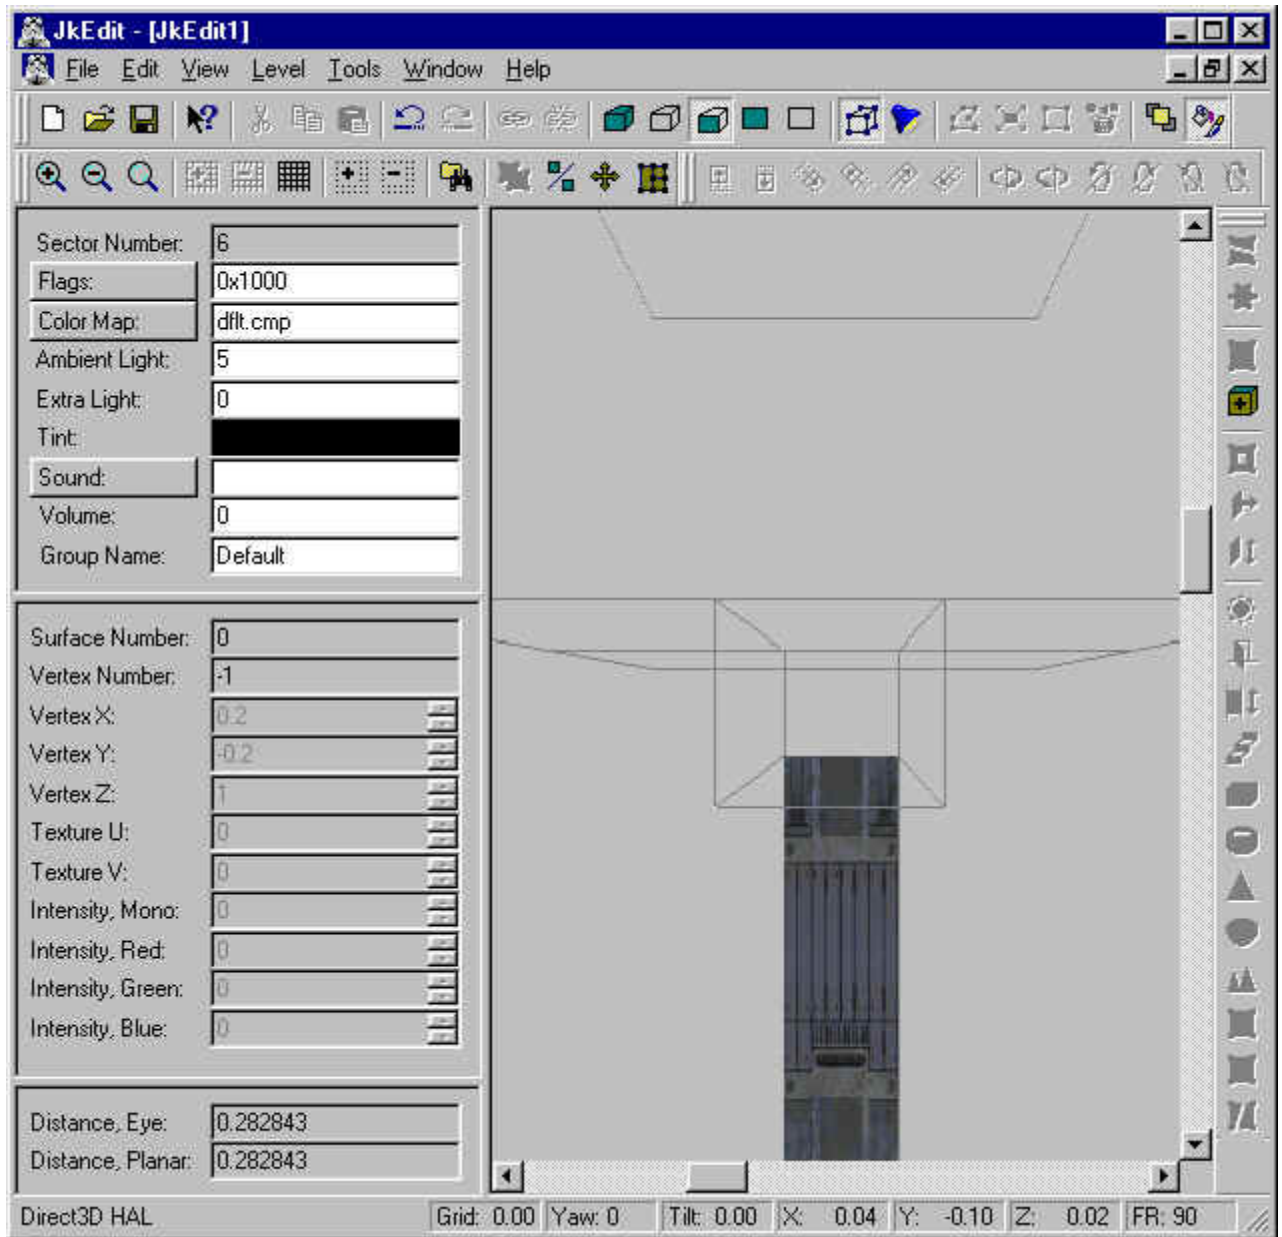 JkEdit - [JkEdit1]
File Edit View Level Tools Window Help
Sector Number: 6
Flags: 0x1000
Color Map: dflt.cmp
Ambient Light: 5
Extra Light: 0
Tint:
Sound:
Volume: 0
Group Name: Default
Surface Number: 0
Vertex Number: -1
Vertex X: 0.2
Vertex Y: -0.2
Vertex Z: 1
Texture U: 0
Texture V: 0
Intensity, Mono: 0
Intensity, Red: 0
Intensity, Green: 0
Intensity, Blue: 0
Distance, Eye: 0.282843
Distance, Planar: 0.282843
Direct3D HAL Grid: 0.00 Yaw: 0 Tilt: 0.00 X: 0.04 Y: -0.10 Z: 0.02 FR: 90